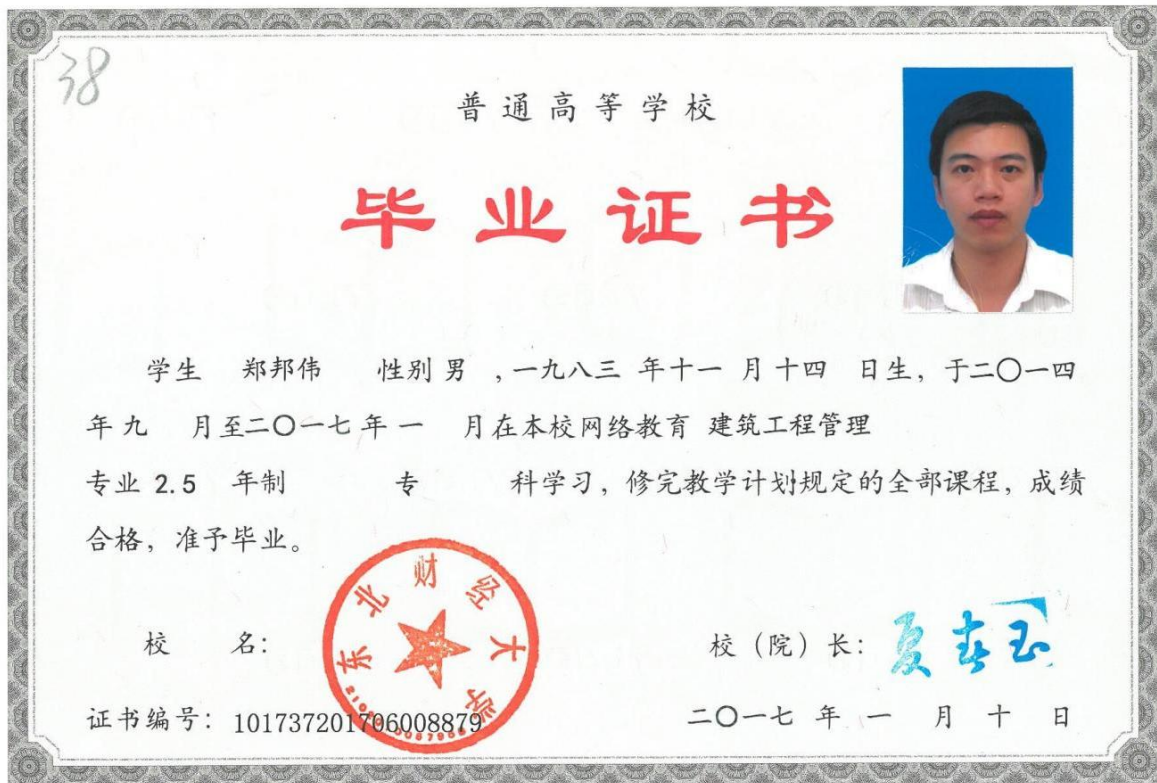 38
普通高等学校
毕业证书
学生 郑邦伟 性别 男 ，一九八三 年十一 月十四 日生，于二〇一四
年九 月至二〇一七年一 月在本校网络教育 建筑工程管理
专业 2.5 年制 专 科学习，修完教学计划规定的全部课程，成绩
合格，准予毕业。
校 名：
东北财经大学
校（院）长：夏春玉
证书编号：101737201706008879
二〇一七 年 一 月 十 日